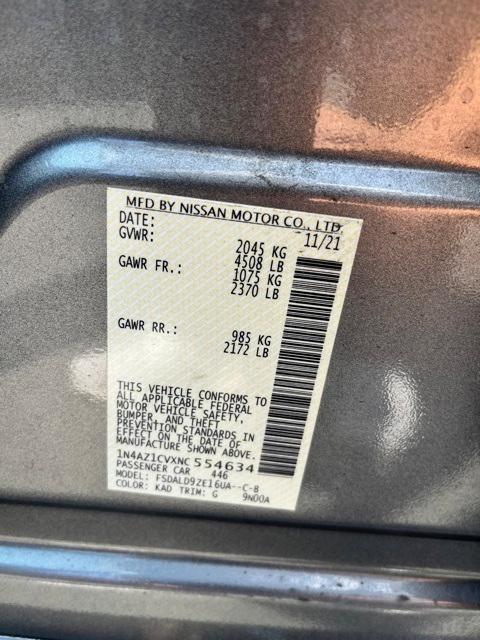 MFD BY NISSAN MOTOR CO., LTD.
DATE: 11/21
GVWR: 2045 KG
4508 LB
GAWR FR.: 1075 KG
2370 LB
GAWR RR.: 985 KG
2172 LB
THIS VEHICLE CONFORMS TO
ALL APPLICABLE FEDERAL
MOTOR VEHICLE SAFETY,
BUMPER, AND THEFT
PREVENTION STANDARDS IN
EFFECT ON THE DATE OF
MANUFACTURE SHOWN ABOVE.
1N4AZ1CVXNC554634
PASSENGER CAR 446
MODEL: FSDALD9ZE16UA--C-B
COLOR: KAD TRIM: G 9N00A